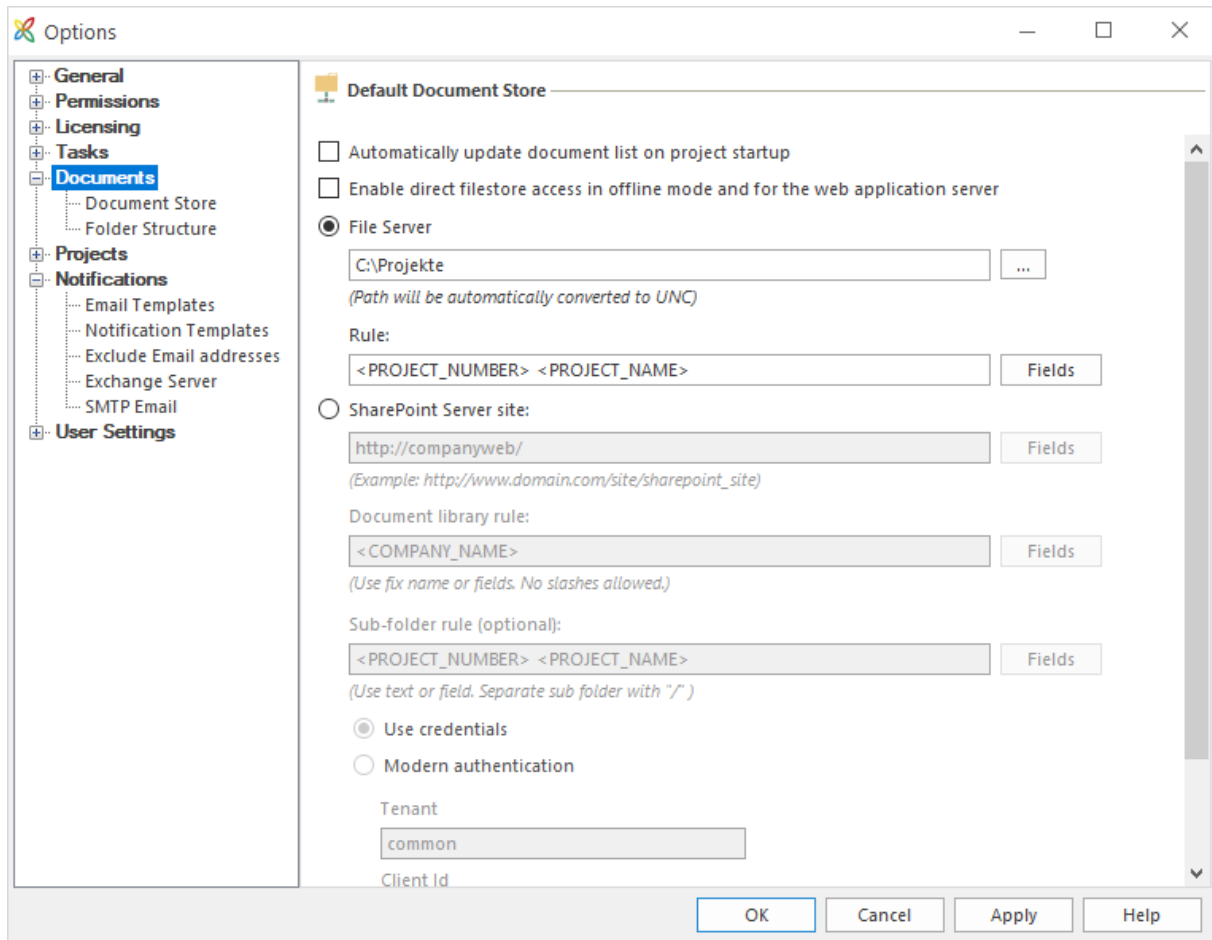 Options
General
Permissions
Licensing
Tasks
Documents
Document Store
Folder Structure
Projects
Notifications
Email Templates
Notification Templates
Exclude Email addresses
Exchange Server
SMTP Email
User Settings
Default Document Store
Automatically update document list on project startup
Enable direct filestore access in offline mode and for the web application server
File Server
C:\Projekte ...
(Path will be automatically converted to UNC)
Rule:
<PROJECT_NUMBER> <PROJECT_NAME> Fields
SharePoint Server site:
http://companyweb/ Fields
(Example: http://www.domain.com/site/sharepoint_site)
Document library rule:
<COMPANY_NAME> Fields
(Use fix name or fields. No slashes allowed.)
Sub-folder rule (optional):
<PROJECT_NUMBER> <PROJECT_NAME> Fields
(Use text or field. Separate sub folder with "/" )
Use credentials
Modern authentication
Tenant
common
Client Id
OK Cancel Apply Help